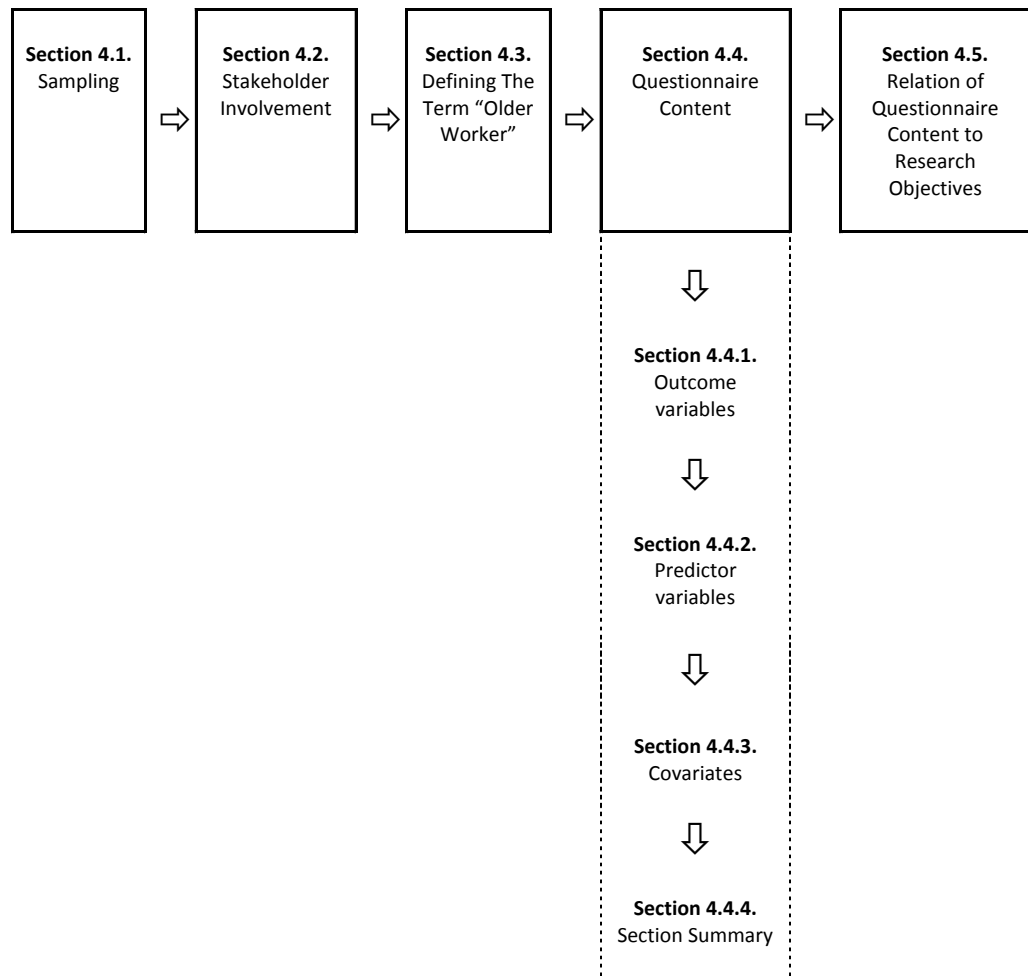 Section 4.1.
Sampling
Section 4.2.
Stakeholder
Involvement
Section 4.3.
Defining The
Term “Older
Worker”
Section 4.4.
Questionnaire
Content
Section 4.5.
Relation of
Questionnaire
Content to
Research
Objectives
Section 4.4.1.
Outcome
variables
Section 4.4.2.
Predictor
variables
Section 4.4.3.
Covariates
Section 4.4.4.
Section Summary